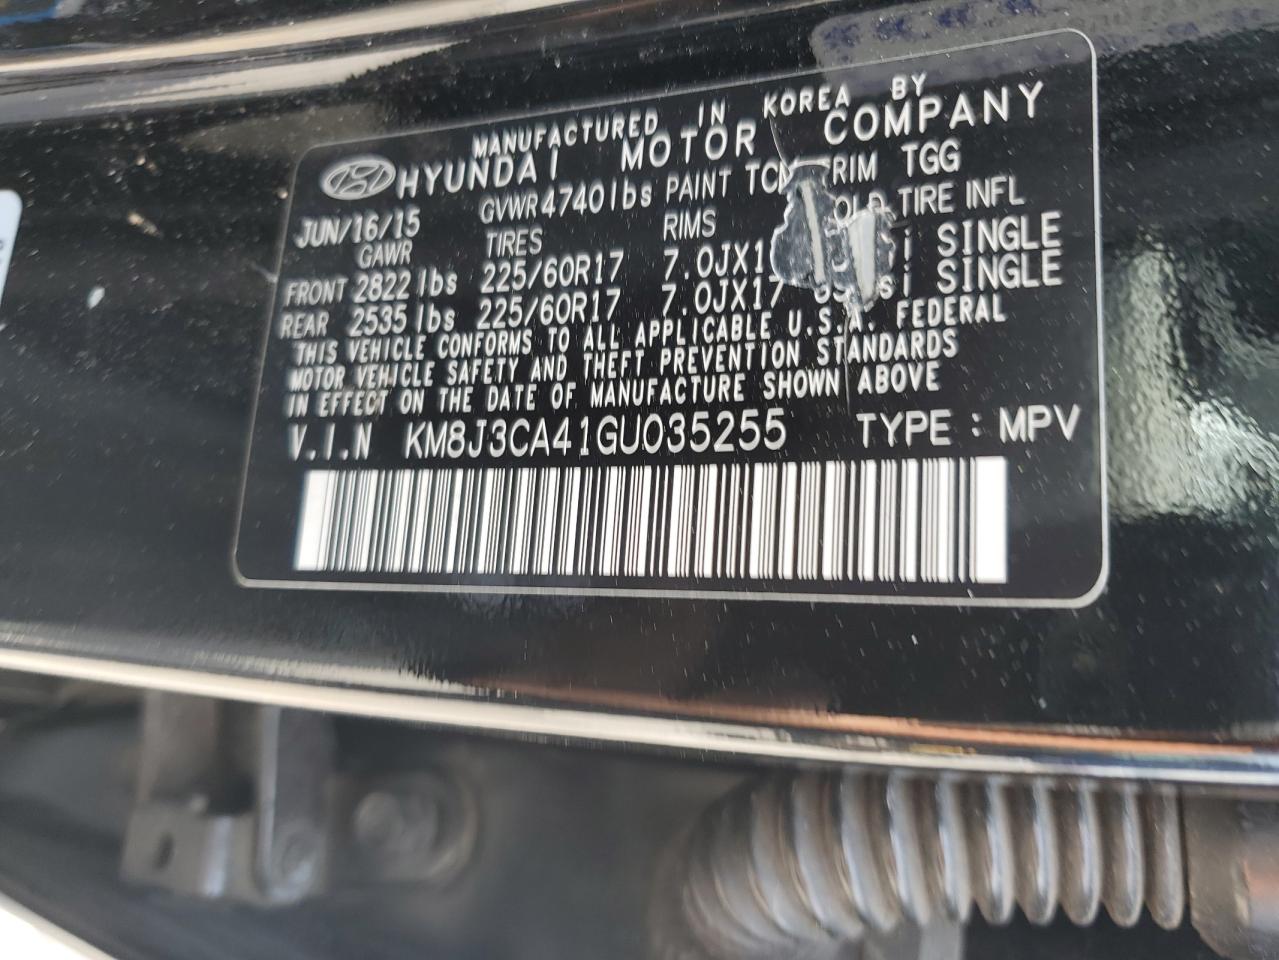 MANUFACTURED IN KOREA BY
HYUNDAI MOTOR COMPANY
JUN/16/15 GVWR 4740 lbs PAINT TRIM TGG
GAWR TIRES RIMS COLD TIRE INFL
FRONT 2822 lbs 225/60R17 SINGLE
REAR 2535 lbs 225/60R17 7.0JX17 SINGLE
THIS VEHICLE CONFORMS TO ALL APPLICABLE U.S.A. FEDERAL
MOTOR VEHICLE SAFETY AND THEFT PREVENTION STANDARDS
IN EFFECT ON THE DATE OF MANUFACTURE SHOWN ABOVE
V.I.N KM8J3CA41GU035255 TYPE : MPV